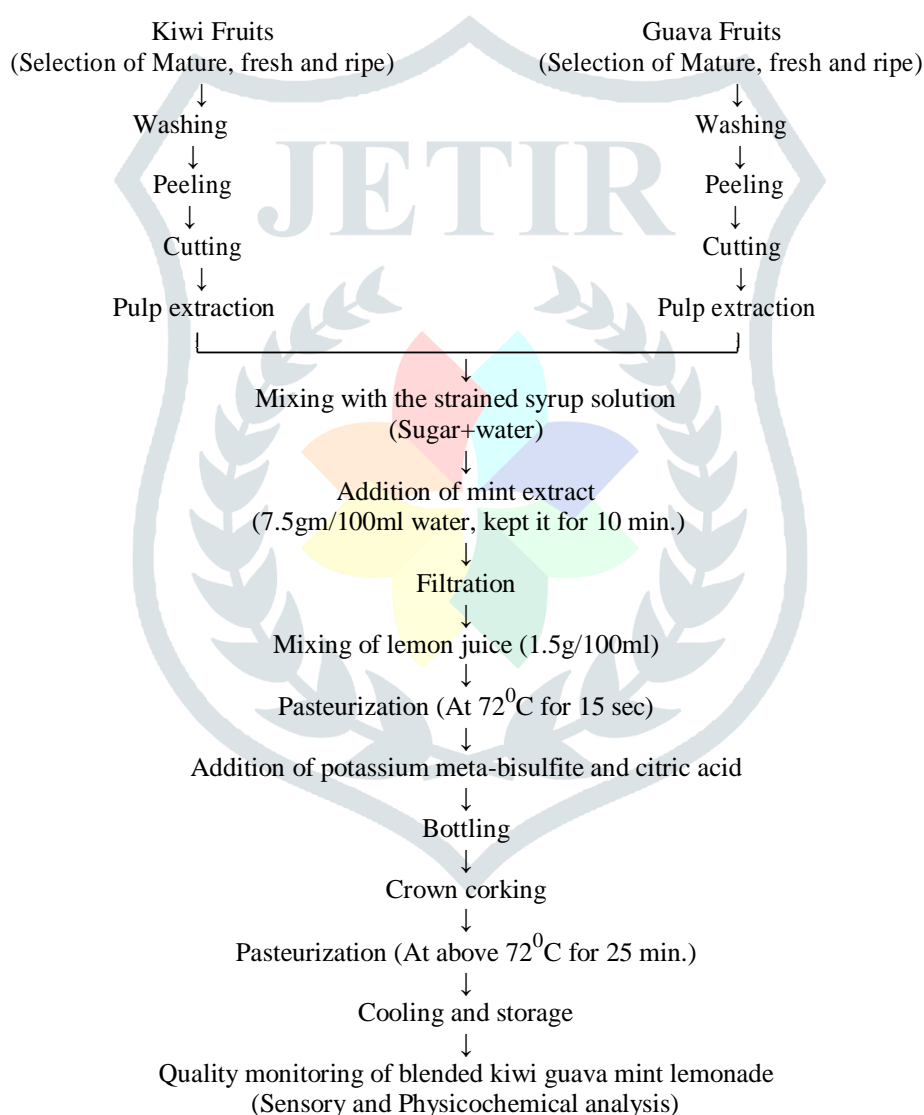 Kiwi Fruits
(Selection of Mature, fresh and ripe)
↓
Washing
↓
Peeling
↓
Cutting
↓
Pulp extraction
Guava Fruits
(Selection of Mature, fresh and ripe)
↓
Washing
↓
Peeling
↓
Cutting
↓
Pulp extraction
JETIR
↓
Mixing with the strained syrup solution
(Sugar+water)
↓
Addition of mint extract
(7.5gm/100ml water, kept it for 10 min.)
↓
Filtration
↓
Mixing of lemon juice (1.5g/100ml)
↓
Pasteurization (At 72⁰C for 15 sec)
↓
Addition of potassium meta-bisulfite and citric acid
↓
Bottling
↓
Crown corking
↓
Pasteurization (At above 72⁰C for 25 min.)
↓
Cooling and storage
↓
Quality monitoring of blended kiwi guava mint lemonade
(Sensory and Physicochemical analysis)